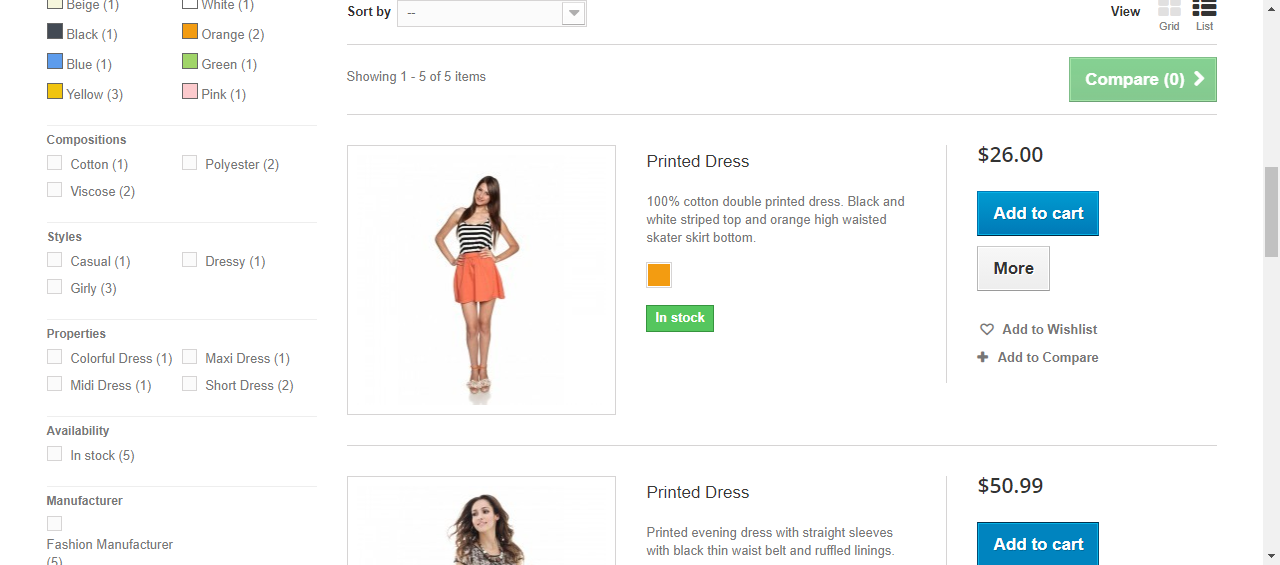 Beige (1)
White (1)
Black (1)
Orange (2)
Blue (1)
Green (1)
Yellow (3)
Pink (1)
Compositions
Cotton (1)
Polyester (2)
Viscose (2)
Styles
Casual (1)
Dressy (1)
Girly (3)
Properties
Colorful Dress (1)
Maxi Dress (1)
Midi Dress (1)
Short Dress (2)
Availability
In stock (5)
Manufacturer
Fashion Manufacturer
(5)
Sort by
--
View
Grid
List
Showing 1 - 5 of 5 items
Compare (0)
Printed Dress
100% cotton double printed dress. Black and
white striped top and orange high waisted
skater skirt bottom.
In stock
$26.00
Add to cart
More
Add to Wishlist
Add to Compare
Printed Dress
Printed evening dress with straight sleeves
with black thin waist belt and ruffled linings.
$50.99
Add to cart